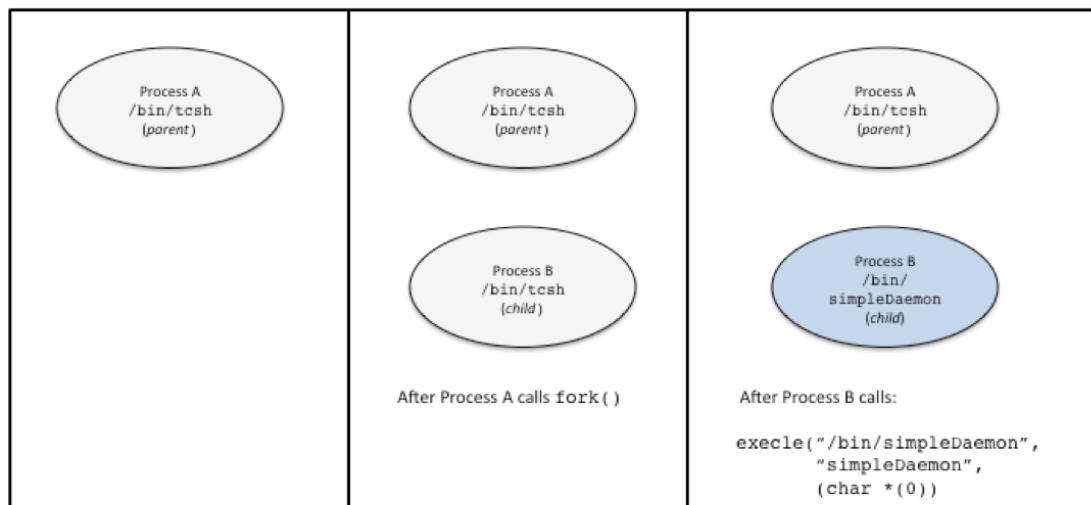 Process A
/bin/tcsh
(parent)
Process A
/bin/tcsh
(parent)
Process B
/bin/tcsh
(child)
After Process A calls fork()
Process A
/bin/tcsh
(parent)
Process B
/bin/
simpleDaemon
(child)
After Process B calls:
execle(“/bin/simpleDaemon”,
“simpleDaemon”,
(char *(0))